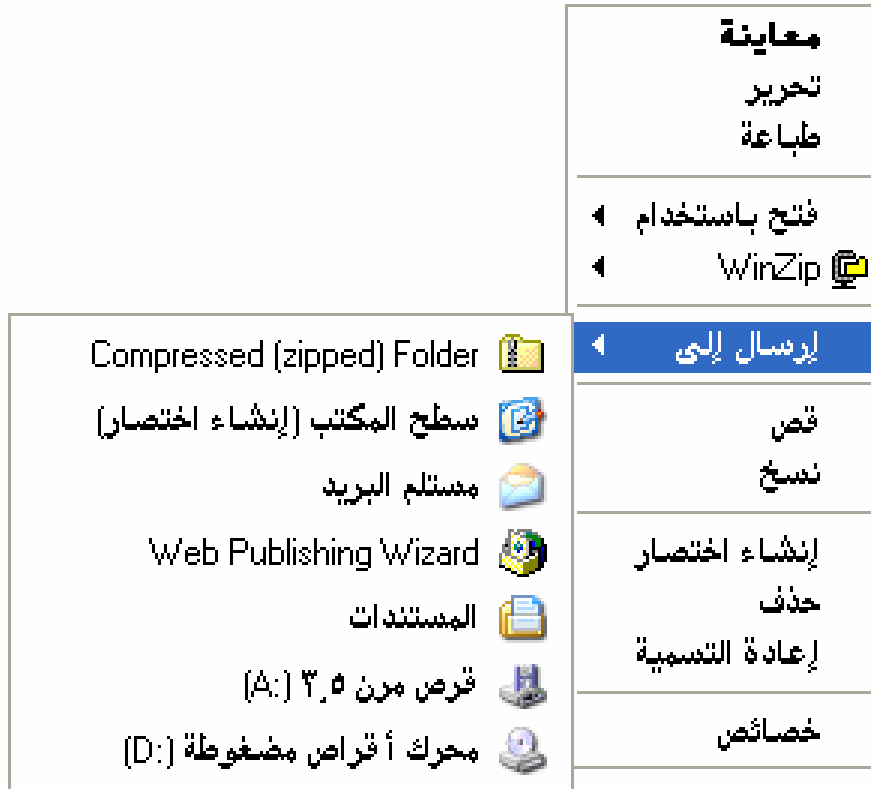 معاينة
تحرير
طباعة
فتح باستخدام
WinZip
إرسال إلى
قص
نسخ
إنشاء اختصار
حذف
إعادة التسمية
خصائص
Compressed (zipped) Folder
سطح المكتب (إنشاء اختصار)
مستلم البريد
Web Publishing Wizard
المستندات
قرص مرن ٣,٥ (A:)
محرك أقراص مضغوطة (D:)